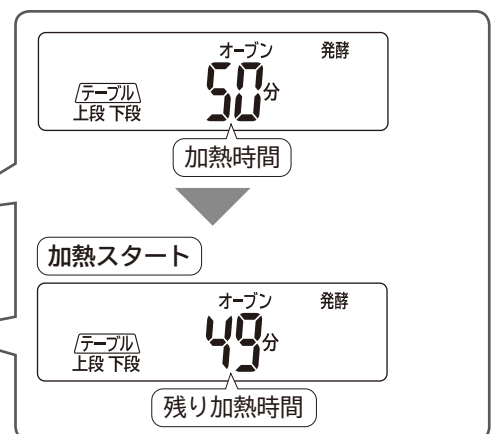 オーブン 発酵
テーブル 50分
上段 下段
加熱時間
加熱スタート
オーブン 発酵
テーブル 49分
上段 下段
残り加熱時間